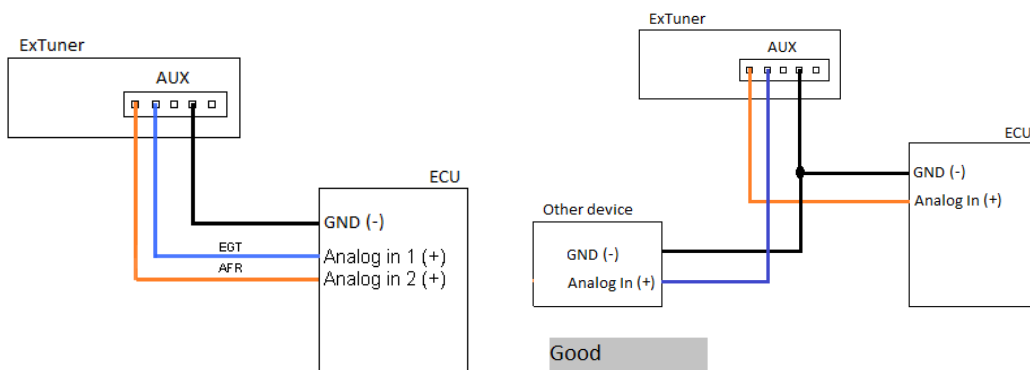 ExTuner
AUX
ECU
GND (-)
EGT
Analog in 1 (+)
AFR
Analog in 2 (+)
ExTuner
AUX
ECU
GND (-)
Analog In (+)
Other device
GND (-)
Analog In (+)
Good